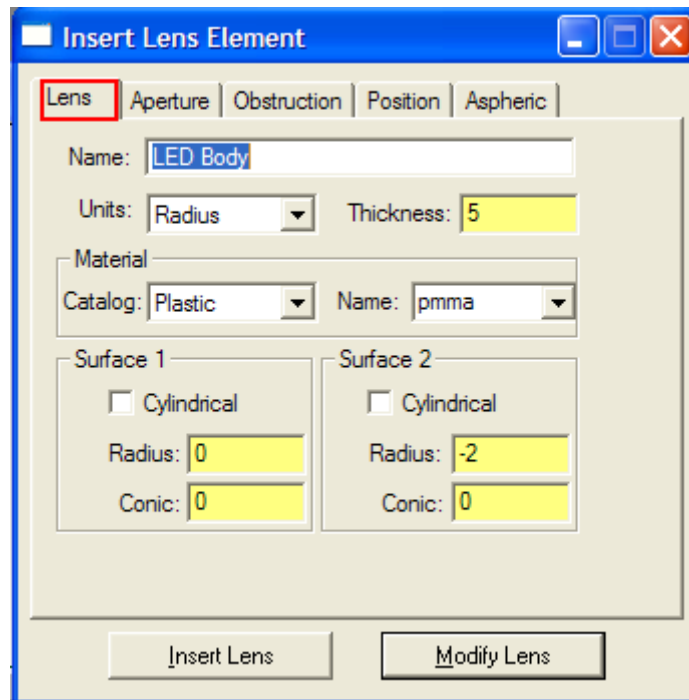 Insert Lens Element
Lens Aperture Obstruction Position Aspheric
Name: LED Body
Units: Radius Thickness: 5
Material
Catalog: Plastic Name: pmma
Surface 1 Surface 2
Cylindrical Cylindrical
Radius: 0 Radius: -2
Conic: 0 Conic: 0
Insert Lens Modify Lens